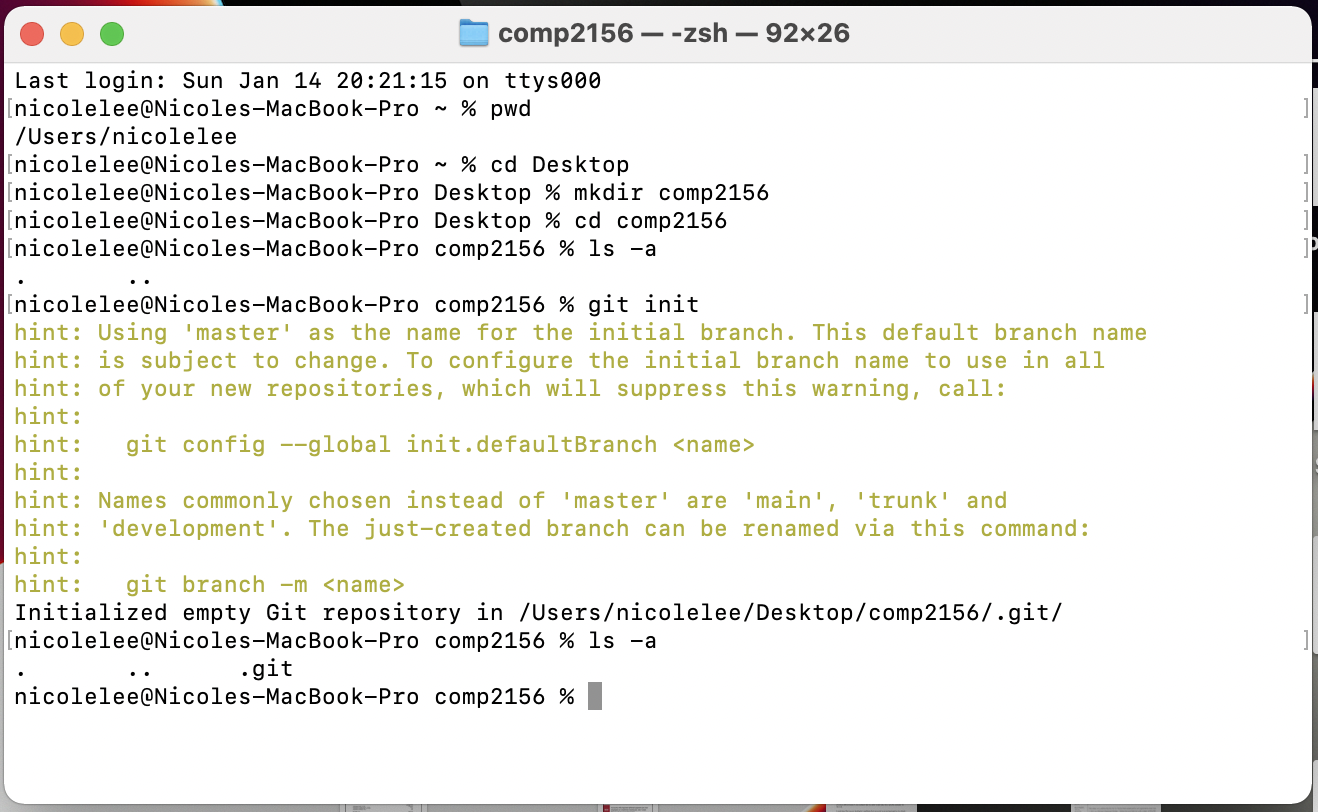 comp2156 — -zsh — 92×26
Last login: Sun Jan 14 20:21:15 on ttys000
[nicolelee@Nicoles-MacBook-Pro ~ % pwd ]
/Users/nicolelee
[nicolelee@Nicoles-MacBook-Pro ~ % cd Desktop ]
[nicolelee@Nicoles-MacBook-Pro Desktop % mkdir comp2156 ]
[nicolelee@Nicoles-MacBook-Pro Desktop % cd comp2156 ]
[nicolelee@Nicoles-MacBook-Pro comp2156 % ls -a ]
. ..
[nicolelee@Nicoles-MacBook-Pro comp2156 % git init ]
hint: Using 'master' as the name for the initial branch. This default branch name
hint: is subject to change. To configure the initial branch name to use in all
hint: of your new repositories, which will suppress this warning, call:
hint:
hint: git config --global init.defaultBranch <name>
hint:
hint: Names commonly chosen instead of 'master' are 'main', 'trunk' and
hint: 'development'. The just-created branch can be renamed via this command:
hint:
hint: git branch -m <name>
Initialized empty Git repository in /Users/nicolelee/Desktop/comp2156/.git/
[nicolelee@Nicoles-MacBook-Pro comp2156 % ls -a ]
. .. .git
nicolelee@Nicoles-MacBook-Pro comp2156 %